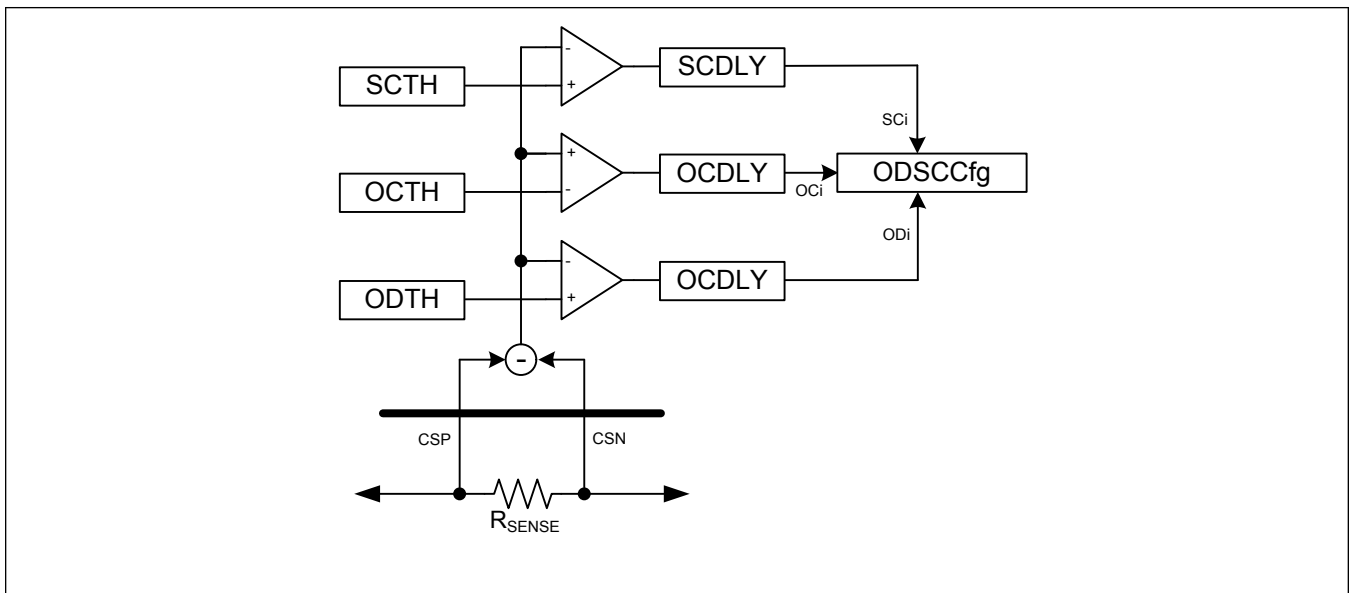 SCTH
-
+
SCDLY
SCi
OCTH
+
-
OCDLY
OCi
ODSCCfg
ODTH
-
+
OCDLY
ODi
-
CSP
CSN
RSENSE